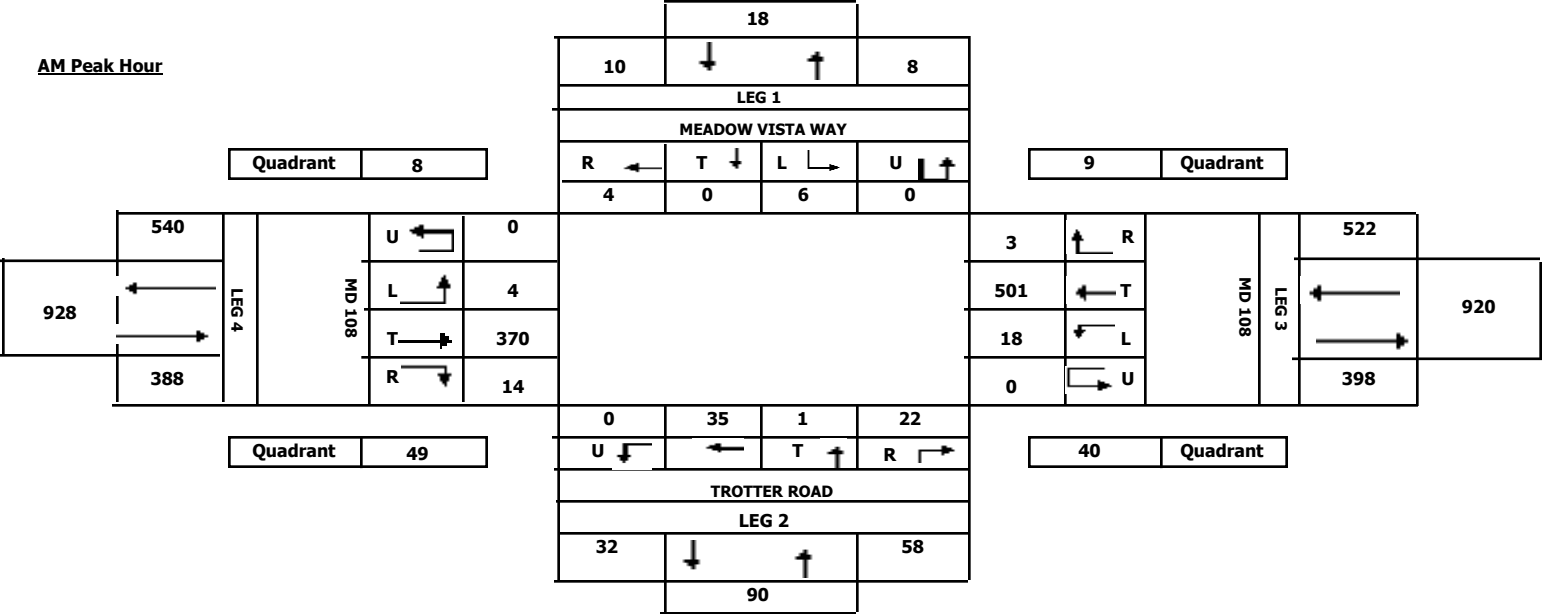 18
AM Peak Hour
10 8
LEG 1
MEADOW VISTA WAY
Quadrant 8
R T L U
9 Quadrant
4 0 6 0
540
U 0
3 R
522
928
LEG 4
MD 108
L 4
501 T
MD 108
LEG 3
920
T 370
18 L
388
R 14
0 U
398
0 35 1 22
Quadrant 49
U T R
40 Quadrant
TROTTER ROAD
LEG 2
32 58
90